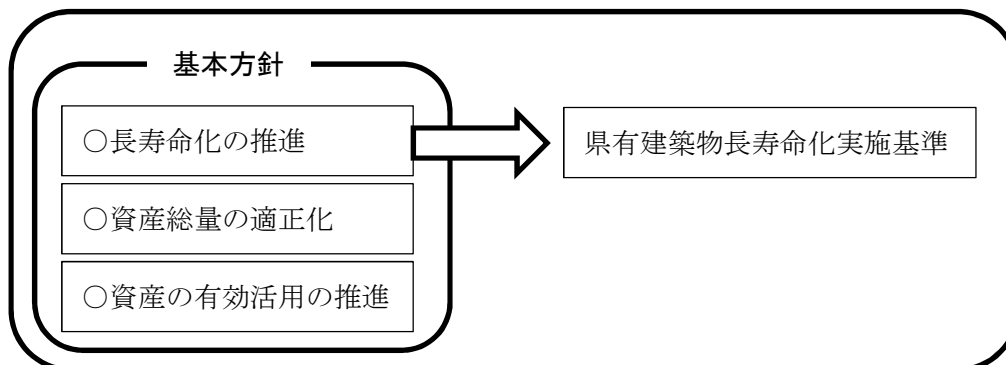 基本方針
○長寿命化の推進
県有建築物長寿命化実施基準
○資産総量の適正化
○資産の有効活用の推進